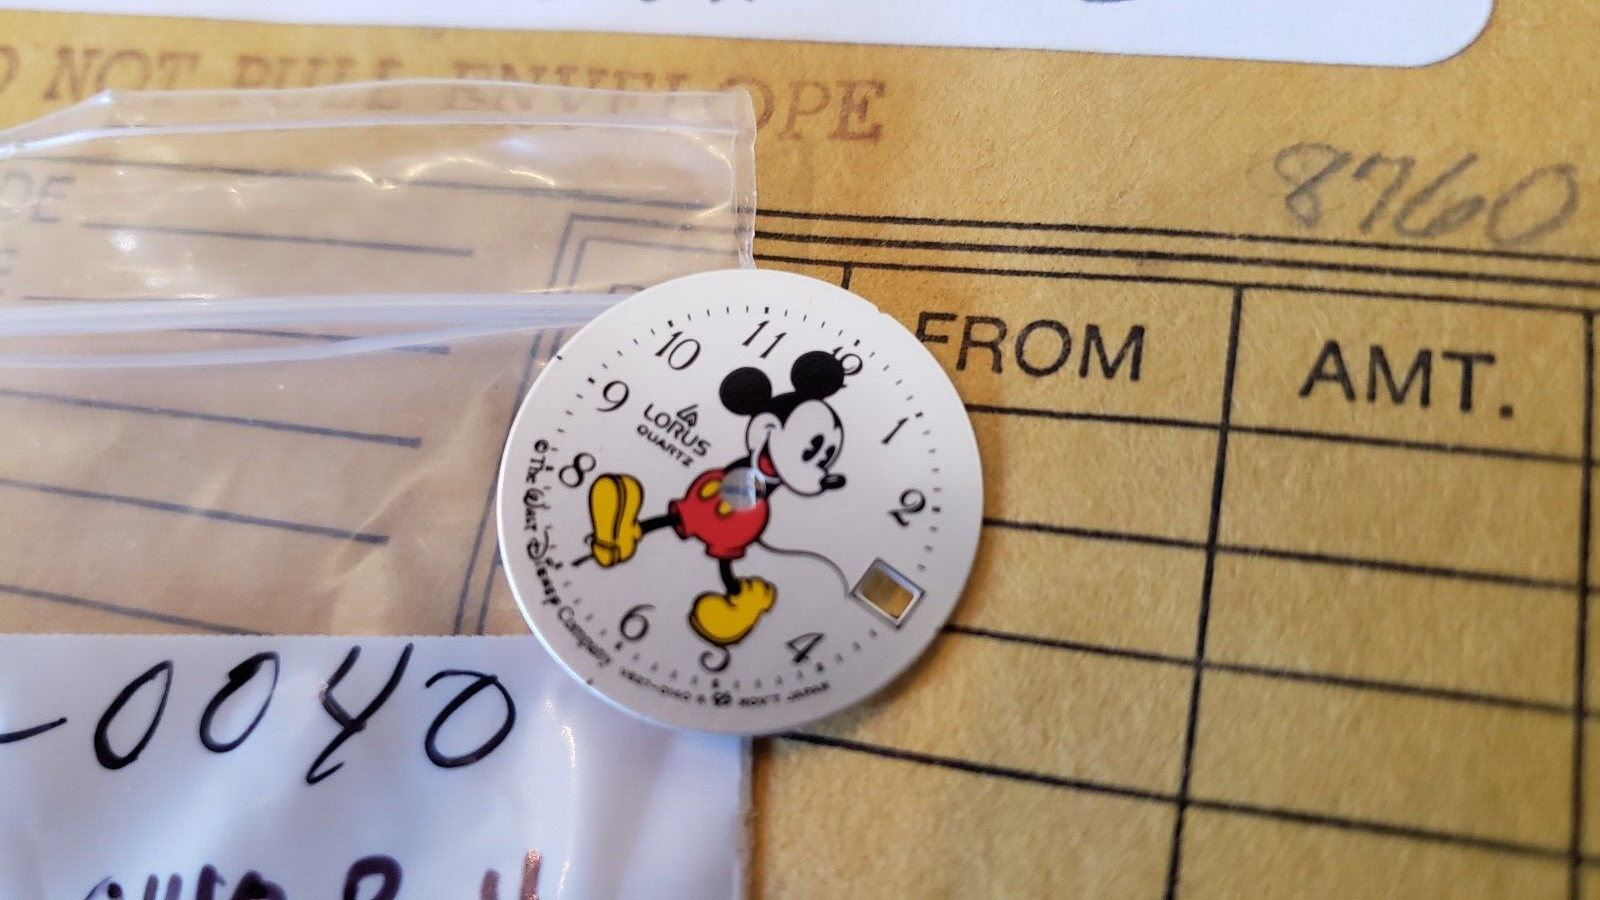 NOT PULL ENVELOPE
8760
FROM
AMT.
10 11 12
9 1
LORUS
QUARTZ
8 2
6 5 4
© The Walt Disney Company
JAPAN
-0040